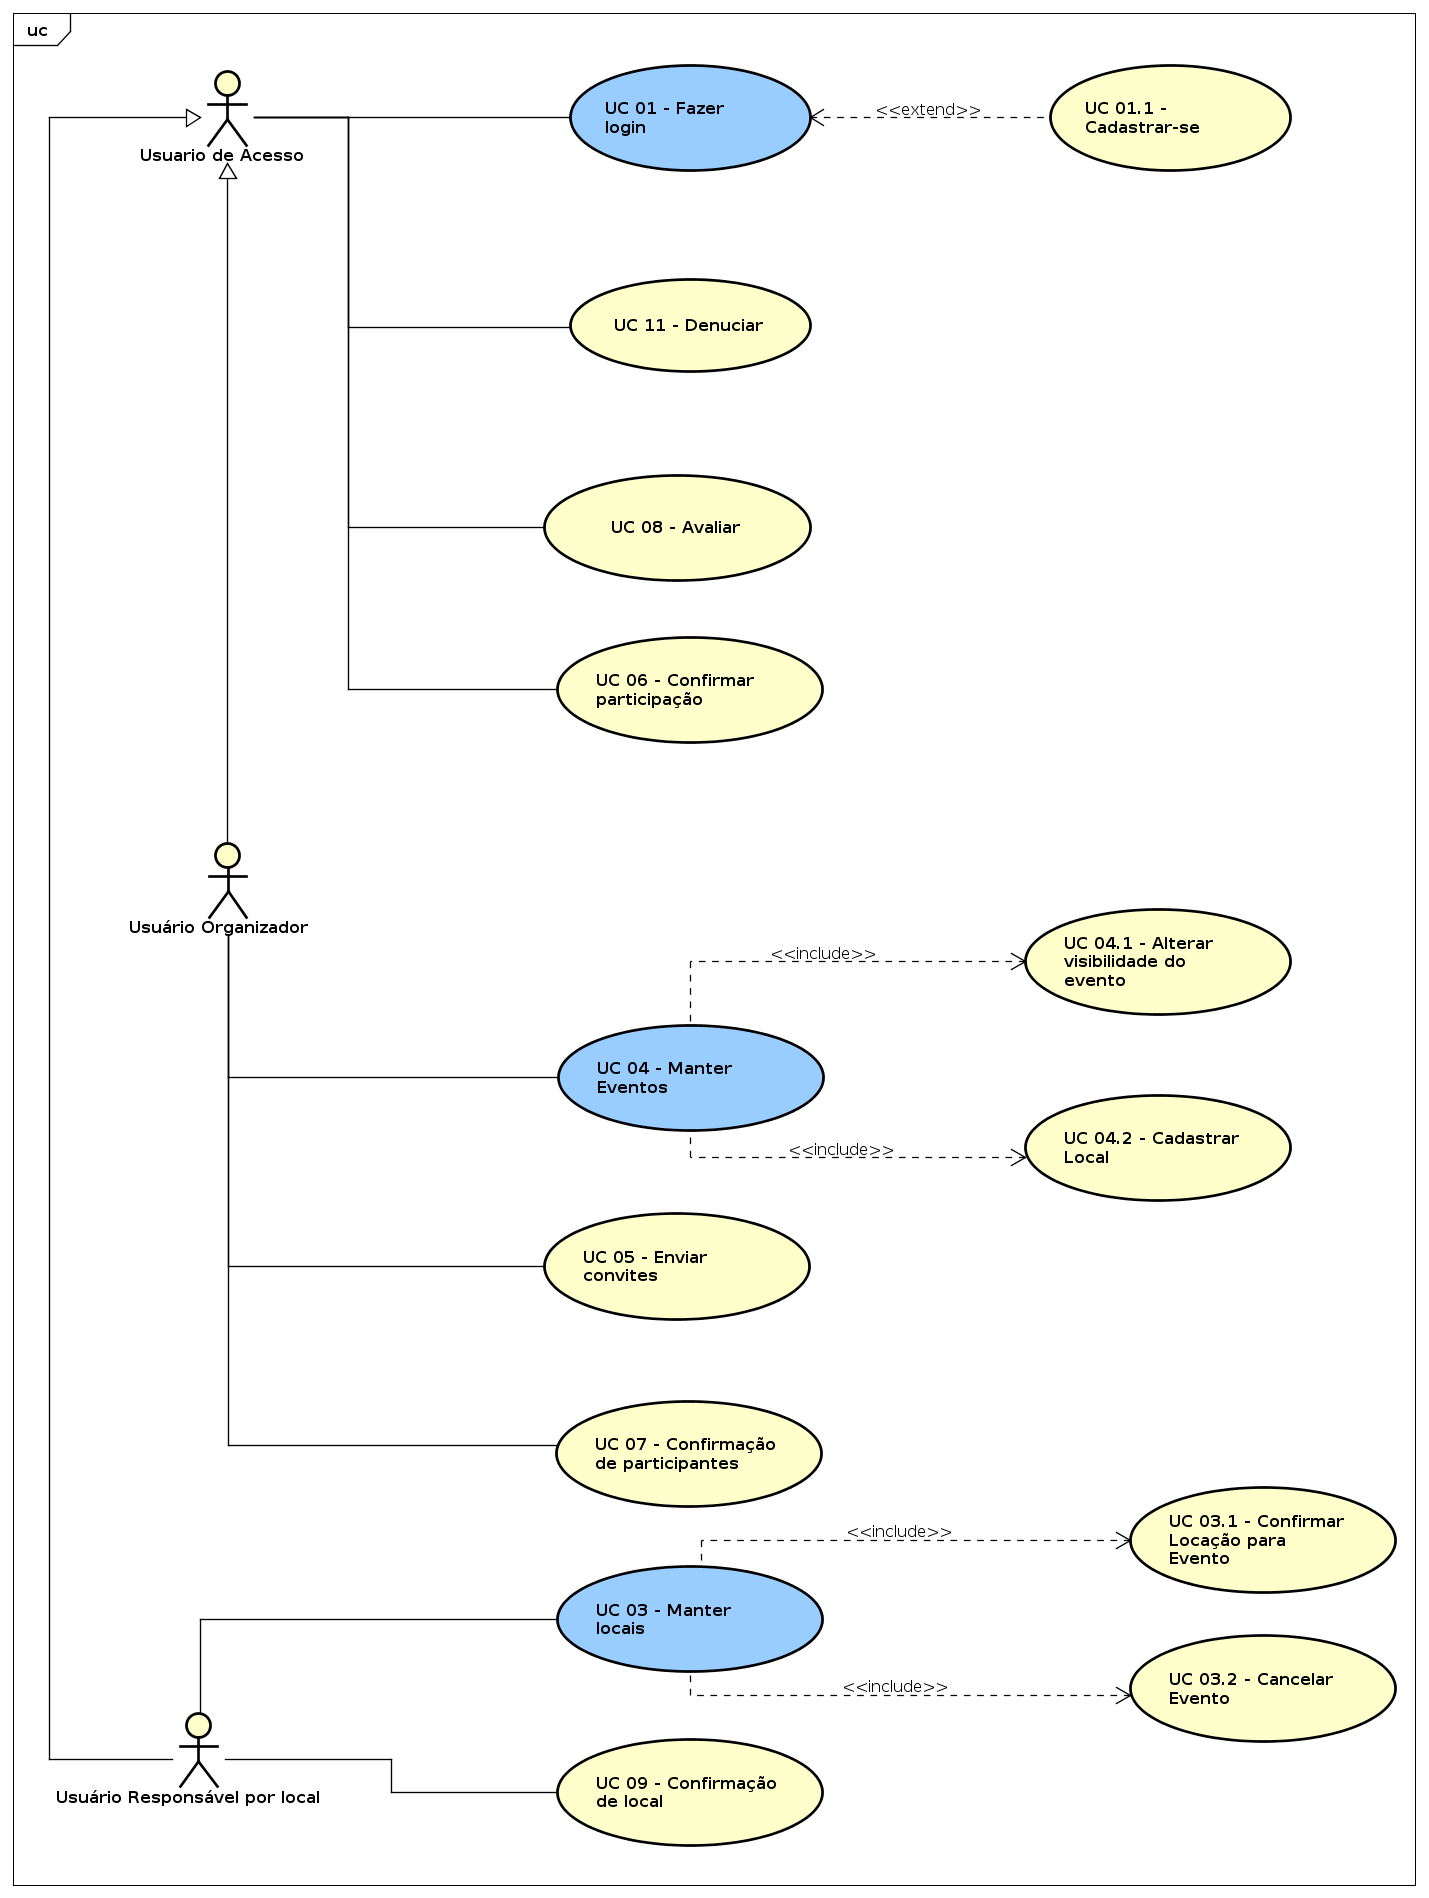 uc
Usuario de Acesso
UC 01 - Fazer
login
<<extend>>
UC 01.1 -
Cadastrar-se
UC 11 - Denuciar
UC 08 - Avaliar
UC 06 - Confirmar
participação
Usuário Organizador
<<include>>
UC 04.1 - Alterar
visibilidade do
evento
UC 04 - Manter
Eventos
<<include>>
UC 04.2 - Cadastrar
Local
UC 05 - Enviar
convites
UC 07 - Confirmação
de participantes
<<include>>
UC 03.1 - Confirmar
Locação para
Evento
UC 03 - Manter
locais
<<include>>
UC 03.2 - Cancelar
Evento
Usuário Responsável por local
UC 09 - Confirmação
de local